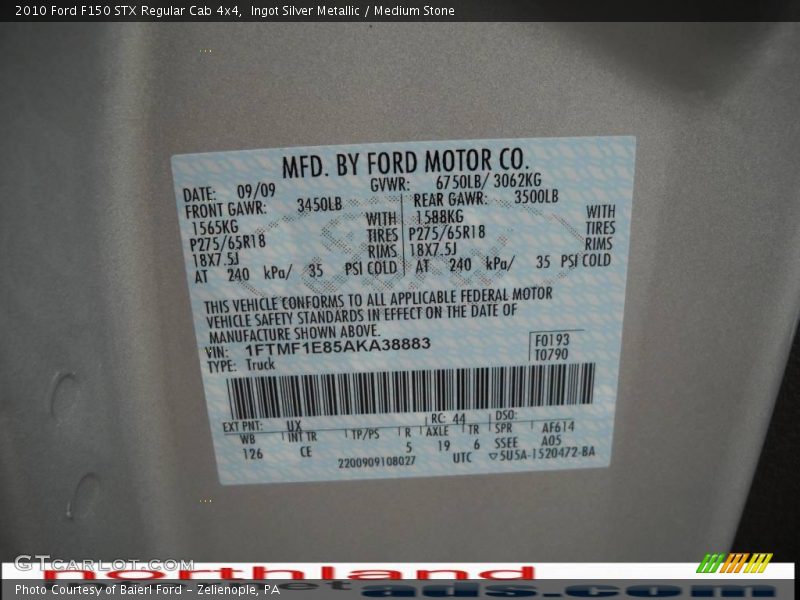 2010 Ford F150 STX Regular Cab 4x4, Ingot Silver Metallic / Medium Stone
MFD. BY FORD MOTOR CO.
DATE: 09/09 GVWR: 6750LB/ 3062KG
FRONT GAWR: 3450LB REAR GAWR: 3500LB
1565KG WITH 1588KG WITH
P275/65R18 TIRES P275/65R18 TIRES
18X7.5J RIMS 18X7.5J RIMS
AT 240 kPa/ 35 PSI COLD AT 240 kPa/ 35 PSI COLD
THIS VEHICLE CONFORMS TO ALL APPLICABLE FEDERAL MOTOR
VEHICLE SAFETY STANDARDS IN EFFECT ON THE DATE OF
MANUFACTURE SHOWN ABOVE.
VIN: 1FTMF1E85AKA38883 F0193
TYPE: Truck T0790
EXT PNT: UX RC: 44 DSO:
WB INT TR TP/PS R AXLE TR SPR AF614
126 CE 5 19 6 SSEE A05
2200909108027 UTC ▽5U5A-1520472-BA
GTCarlot.com
northland
ads.com
Photo Courtesy of Baierl Ford – Zelienople, PA